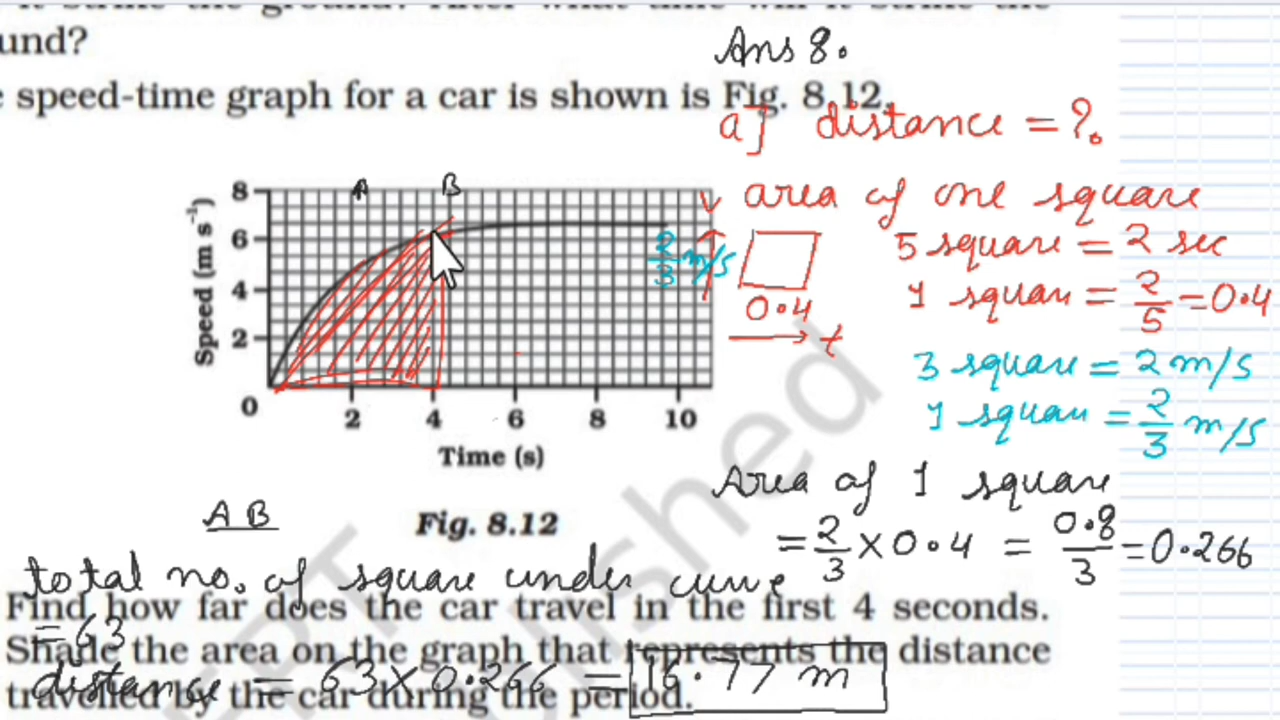 und?
Ans 8.
speed-time graph for a car is shown is Fig. 8.12.
a] distance = ?.
A B
8
6
4
2
0
Speed (m s⁻¹)
2 4 6 8 10
Time (s)
Fig. 8.12
2/3 m/s
area of one square
5 square = 2 sec
0.4
1 square = 2/5 = 0.4
t
3 square = 2 m/s
1 square = 2/3 m/s
Area of 1 square
= 2/3 × 0.4 = 0.8/3 = 0.266
AB
total no. of square under curve
Find how far does the car travel in the first 4 seconds.
= 63
Shade the area on the graph that represents the distance
distance = 63 × 0.266 = 16.77 m
travelled by the car during the period.